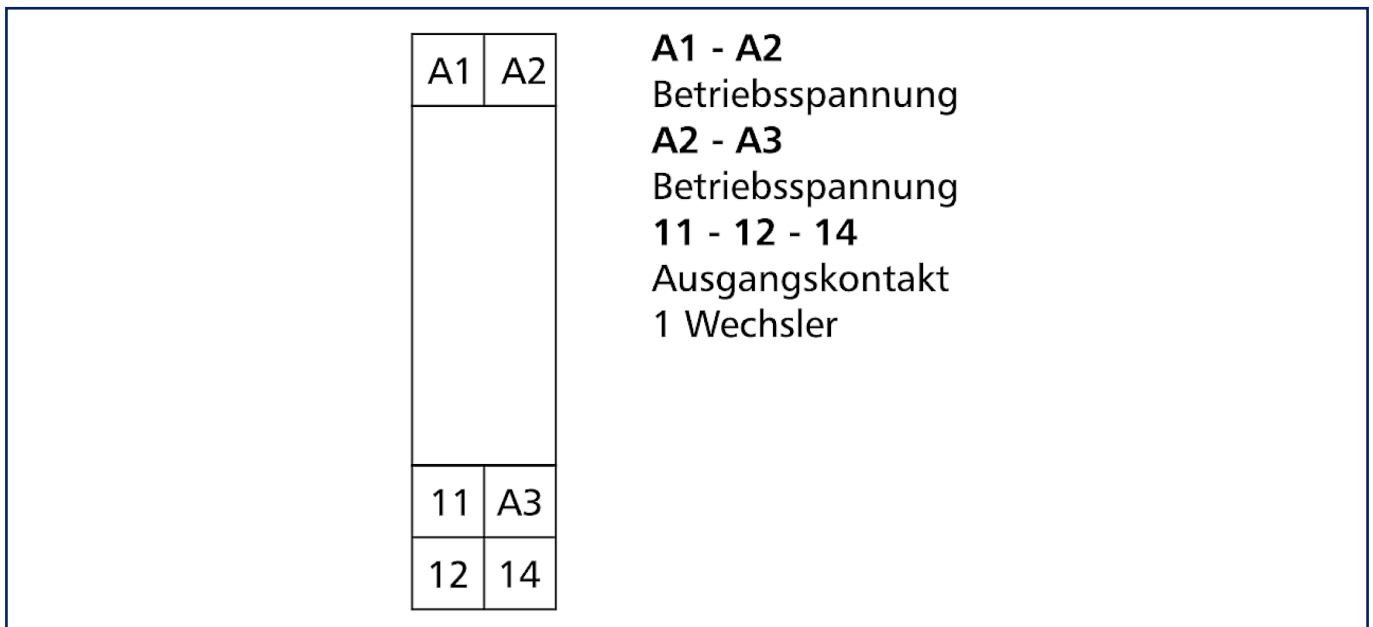 A1 A2
A1 - A2
Betriebsspannung
A2 - A3
Betriebsspannung
11 - 12 - 14
Ausgangskontakt
1 Wechsler
11 A3
12 14